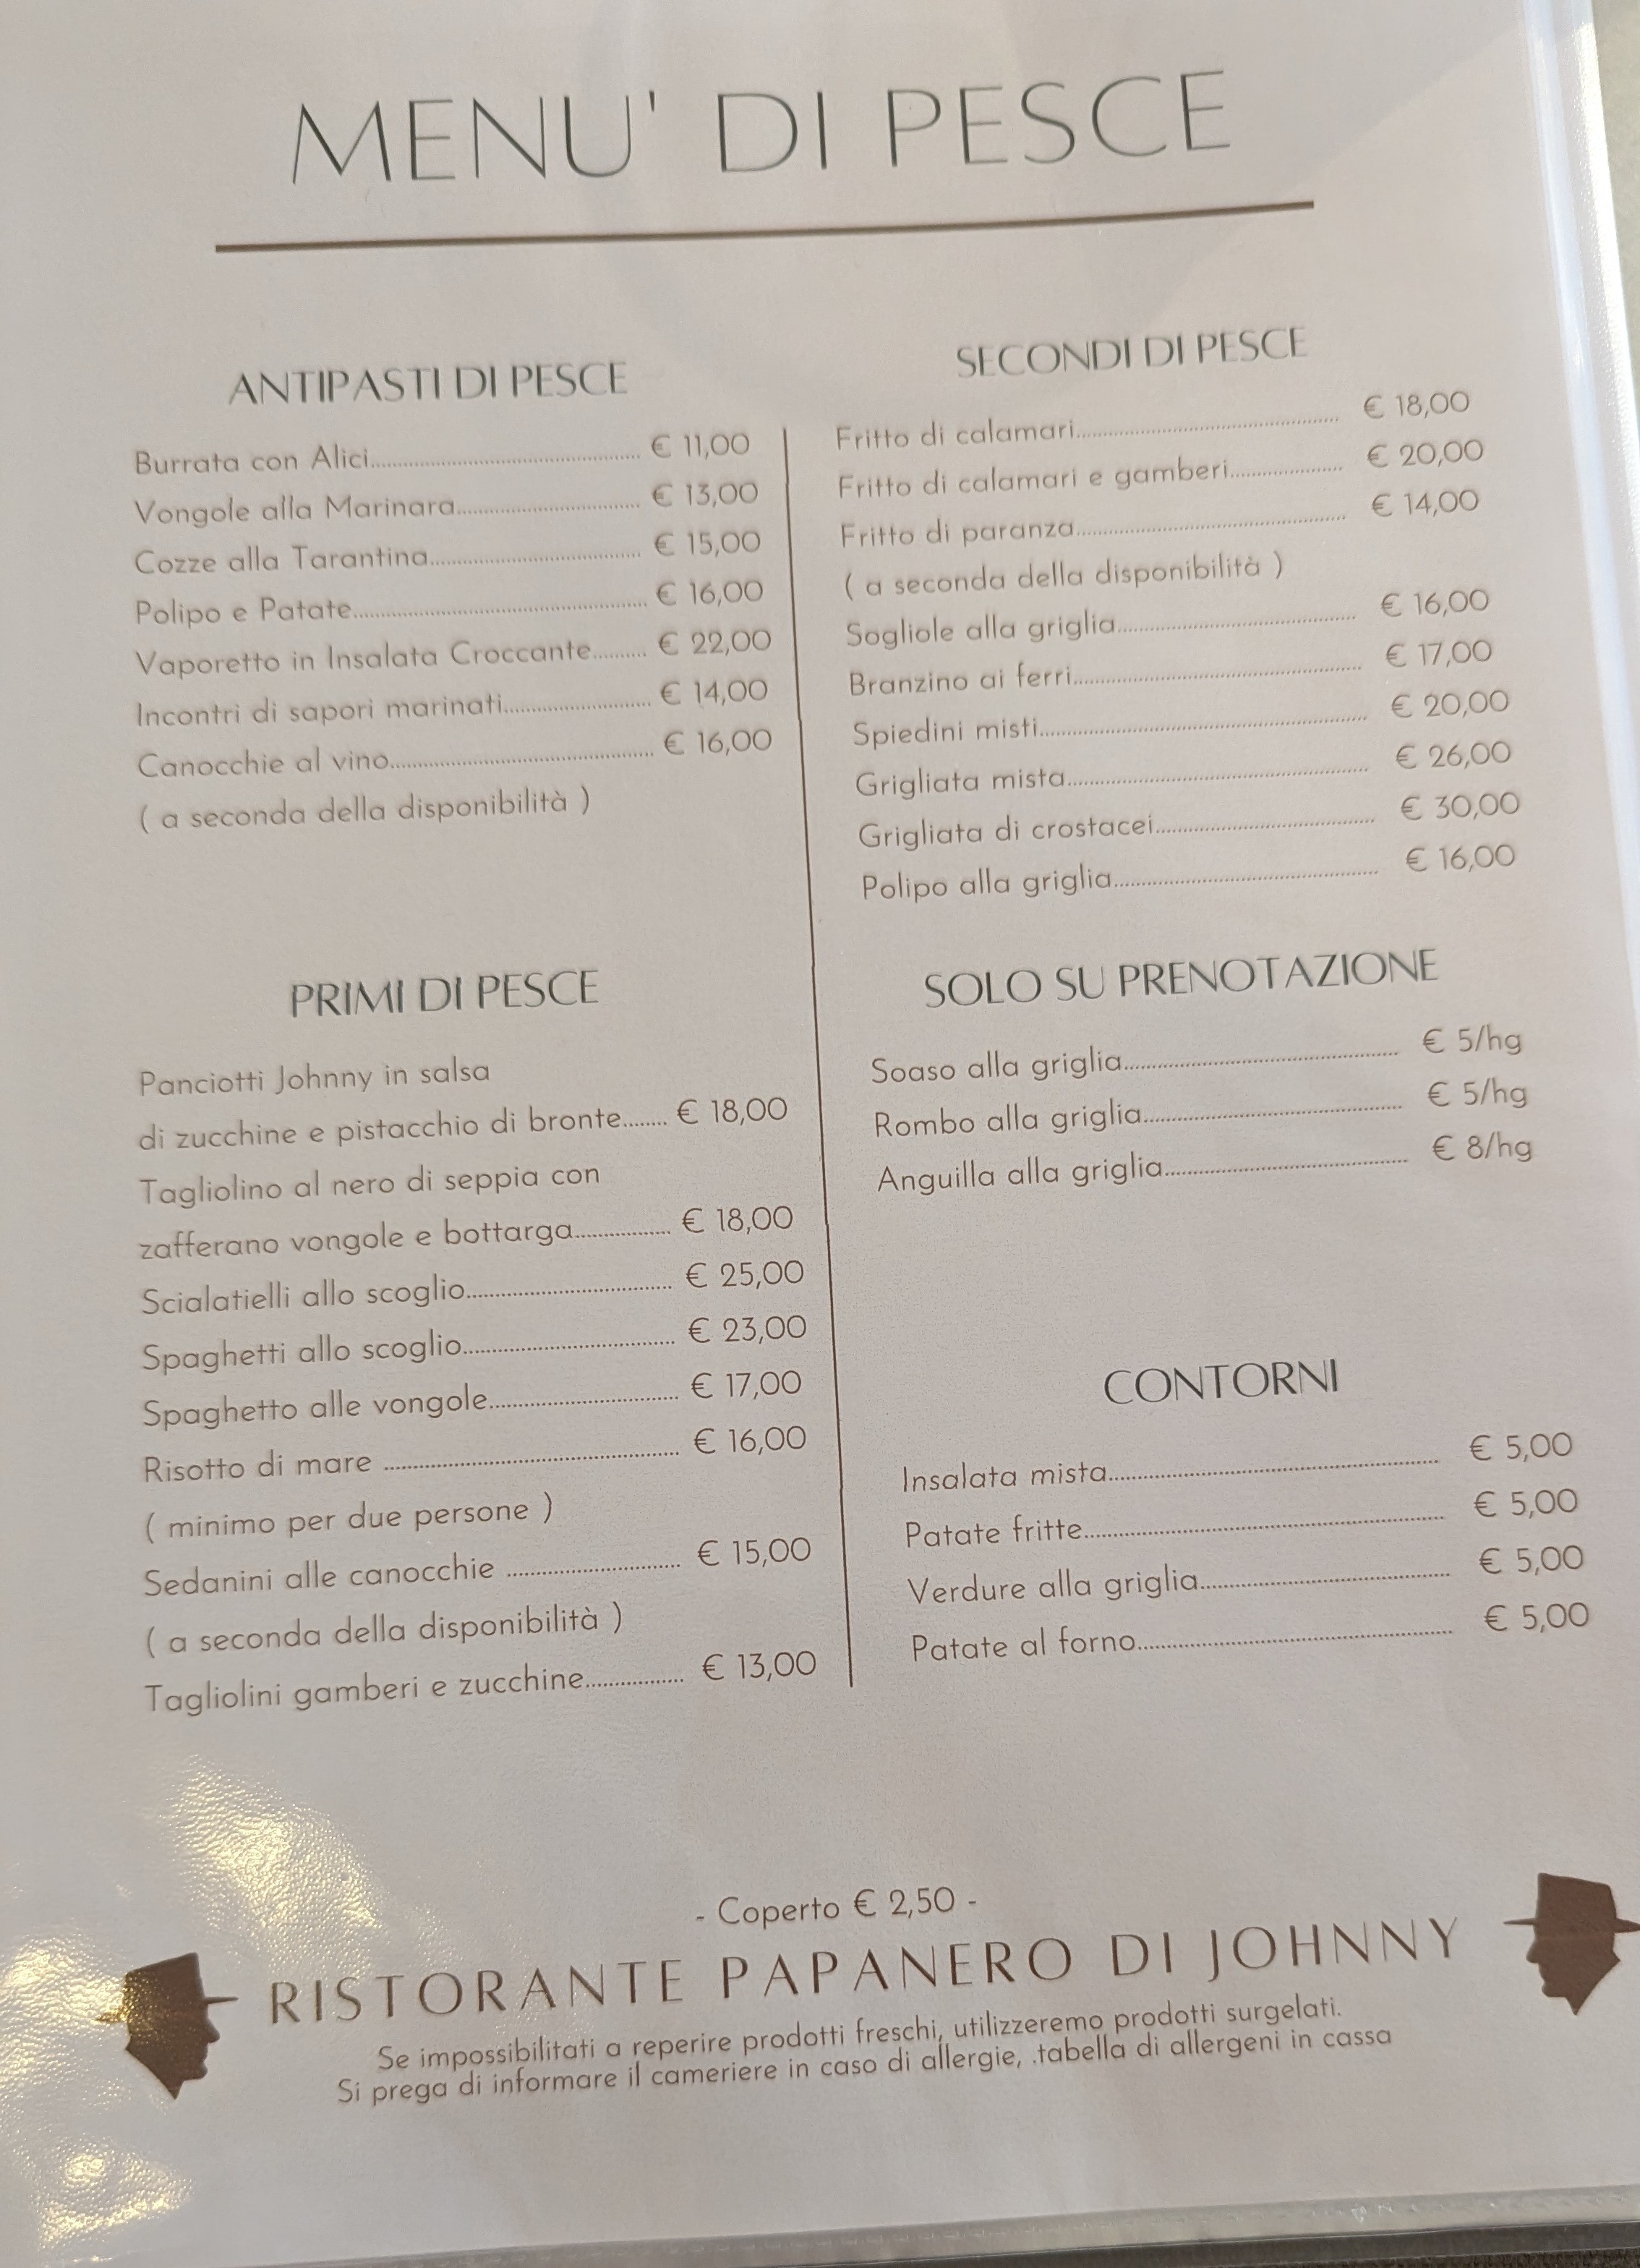 MENU' DI PESCE
ANTIPASTI DI PESCE
Burrata con Alici € 11,00
Vongole alla Marinara € 13,00
Cozze alla Tarantina € 15,00
Polipo e Patate € 16,00
Vaporetto in Insalata Croccante € 22,00
Incontri di sapori marinati € 14,00
Canocchie al vino € 16,00
( a seconda della disponibilità )
PRIMI DI PESCE
Panciotti Johnny in salsa
di zucchine e pistacchio di bronte € 18,00
Tagliolino al nero di seppia con
zafferano vongole e bottarga € 18,00
Scialatielli allo scoglio € 25,00
Spaghetti allo scoglio € 23,00
Spaghetto alle vongole € 17,00
Risotto di mare € 16,00
( minimo per due persone )
Sedanini alle canocchie € 15,00
( a seconda della disponibilità )
Tagliolini gamberi e zucchine € 13,00
SECONDI DI PESCE
Fritto di calamari € 18,00
Fritto di calamari e gamberi € 20,00
Fritto di paranza € 14,00
( a seconda della disponibilità )
Sogliole alla griglia € 16,00
Branzino ai ferri € 17,00
Spiedini misti € 20,00
Grigliata mista € 26,00
Grigliata di crostacei € 30,00
Polipo alla griglia € 16,00
SOLO SU PRENOTAZIONE
Soaso alla griglia € 5/hg
Rombo alla griglia € 5/hg
Anguilla alla griglia € 8/hg
CONTORNI
Insalata mista € 5,00
Patate fritte € 5,00
Verdure alla griglia € 5,00
Patate al forno € 5,00
- Coperto € 2,50 -
RISTORANTE PAPANERO DI JOHNNY
Se impossibilitati a reperire prodotti freschi, utilizzeremo prodotti surgelati.
Si prega di informare il cameriere in caso di allergie, .tabella di allergeni in cassa